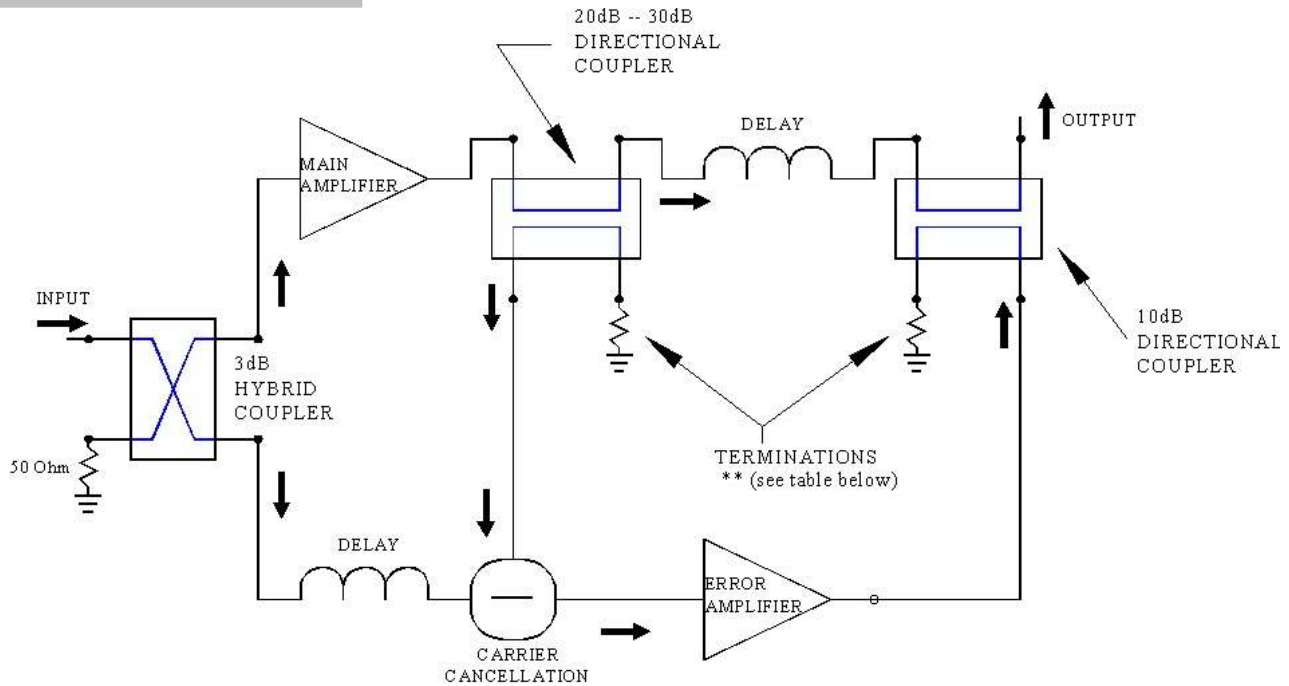 20dB -- 30dB
DIRECTIONAL
COUPLER
DELAY
OUTPUT
MAIN
AMPLIFIER
INPUT
3dB
HYBRID
COUPLER
10dB
DIRECTIONAL
COUPLER
50 Ohm
TERMINATIONS
** (see table below)
DELAY
ERROR
AMPLIFIER
CARRIER
CANCELLATION